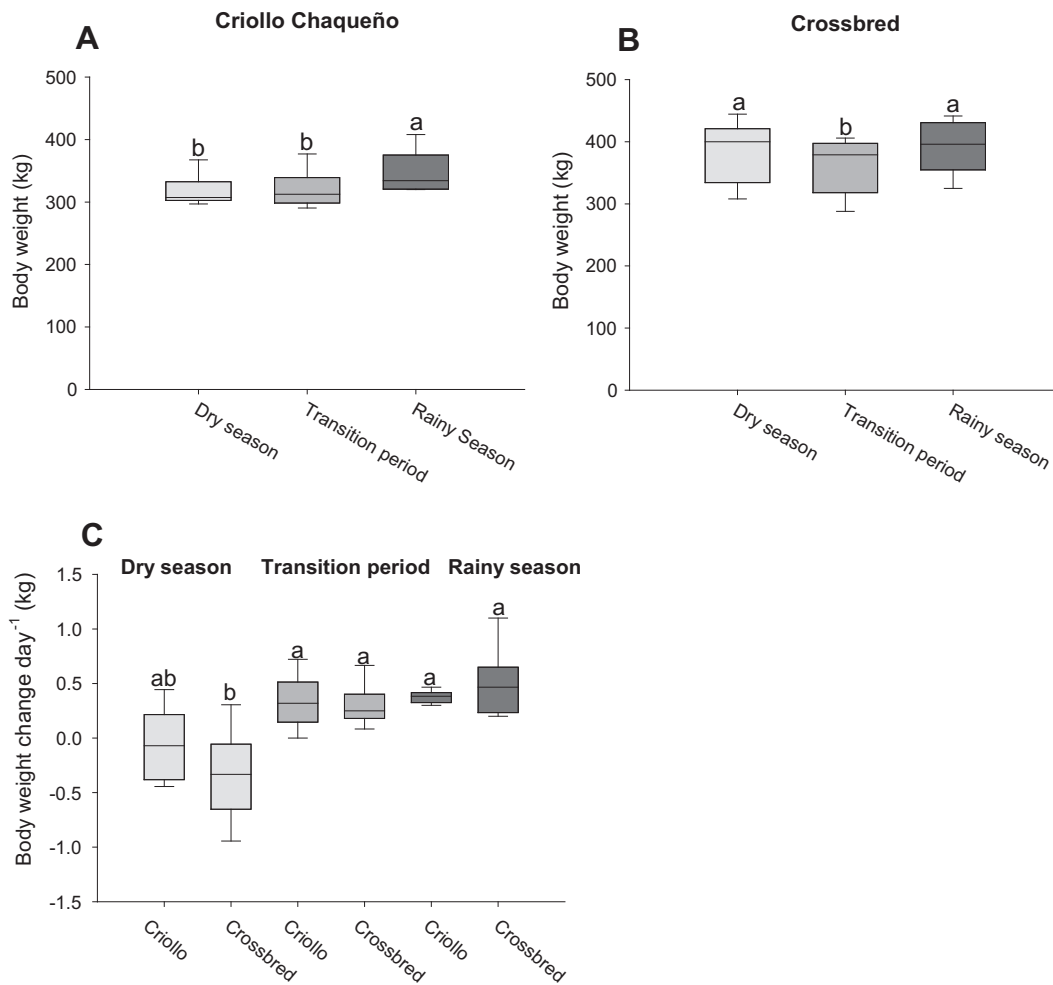 A
Criollo Chaqueño
Body weight (kg)
500
400
300
200
100
0
b
b
a
Dry season
Transition period
Rainy Season
B
Crossbred
Body weight (kg)
500
400
300
200
100
0
a
b
a
Dry season
Transition period
Rainy season
C
Dry season
Transition period
Rainy season
Body weight change day⁻¹ (kg)
1.5
1.0
0.5
0.0
-0.5
-1.0
-1.5
ab
b
a
a
a
a
Criollo
Crossbred
Criollo
Crossbred
Criollo
Crossbred